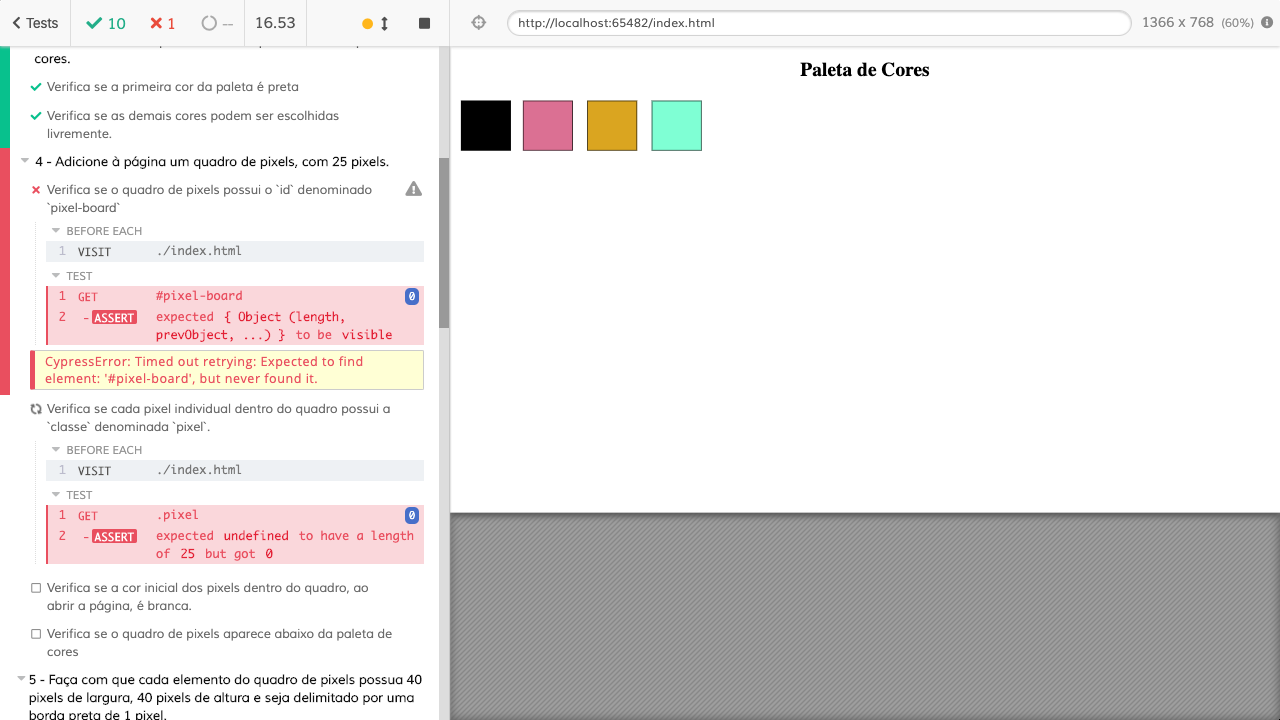 Tests
10
1
--
16.53
http://localhost:65482/index.html
1366 x 768 (60%)
cores.
Verifica se a primeira cor da paleta é preta
Verifica se as demais cores podem ser escolhidas
livremente.
4 - Adicione à página um quadro de pixels, com 25 pixels.
Verifica se o quadro de pixels possui o `id` denominado
`pixel-board`
BEFORE EACH
1 VISIT ./index.html
TEST
1 GET #pixel-board 0
2 -ASSERT expected { Object (length,
prevObject, ...) } to be visible
CypressError: Timed out retrying: Expected to find
element: '#pixel-board', but never found it.
Verifica se cada pixel individual dentro do quadro possui a
`classe` denominada `pixel`.
BEFORE EACH
1 VISIT ./index.html
TEST
1 GET .pixel 0
2 -ASSERT expected undefined to have a length
of 25 but got 0
Verifica se a cor inicial dos pixels dentro do quadro, ao
abrir a página, é branca.
Verifica se o quadro de pixels aparece abaixo da paleta de
cores
5 - Faça com que cada elemento do quadro de pixels possua 40
pixels de largura, 40 pixels de altura e seja delimitado por uma
borda preta de 1 pixel.
Paleta de Cores